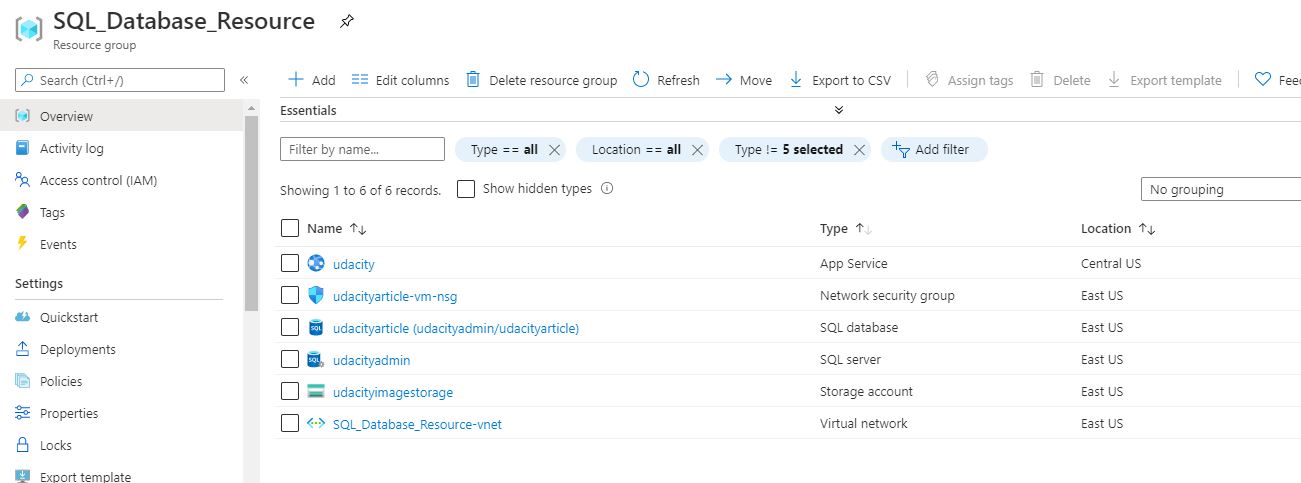 SQL_Database_Resource
Resource group
Search (Ctrl+/)
«
Overview
Activity log
Access control (IAM)
Tags
Events
Settings
Quickstart
Deployments
Policies
Properties
Locks
Export template
Add Edit columns Delete resource group Refresh Move Export to CSV Assign tags Delete Export template Feed
Essentials
Filter by name... Type == all Location == all Type != 5 selected Add filter
Showing 1 to 6 of 6 records. Show hidden types
No grouping
Name Type Location
udacity App Service Central US
udacityarticle-vm-nsg Network security group East US
udacityarticle (udacityadmin/udacityarticle) SQL database East US
udacityadmin SQL server East US
udacityimagestorage Storage account East US
SQL_Database_Resource-vnet Virtual network East US